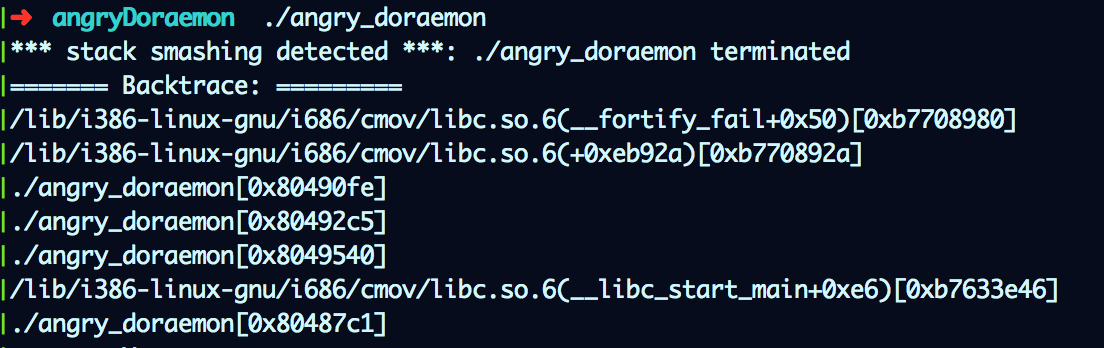 ➜ angryDoraemon ./angry_doraemon
*** stack smashing detected ***: ./angry_doraemon terminated
======= Backtrace: =========
/lib/i386-linux-gnu/i686/cmov/libc.so.6(__fortify_fail+0x50)[0xb7708980]
/lib/i386-linux-gnu/i686/cmov/libc.so.6(+0xeb92a)[0xb770892a]
./angry_doraemon[0x80490fe]
./angry_doraemon[0x80492c5]
./angry_doraemon[0x8049540]
/lib/i386-linux-gnu/i686/cmov/libc.so.6(__libc_start_main+0xe6)[0xb7633e46]
./angry_doraemon[0x80487c1]